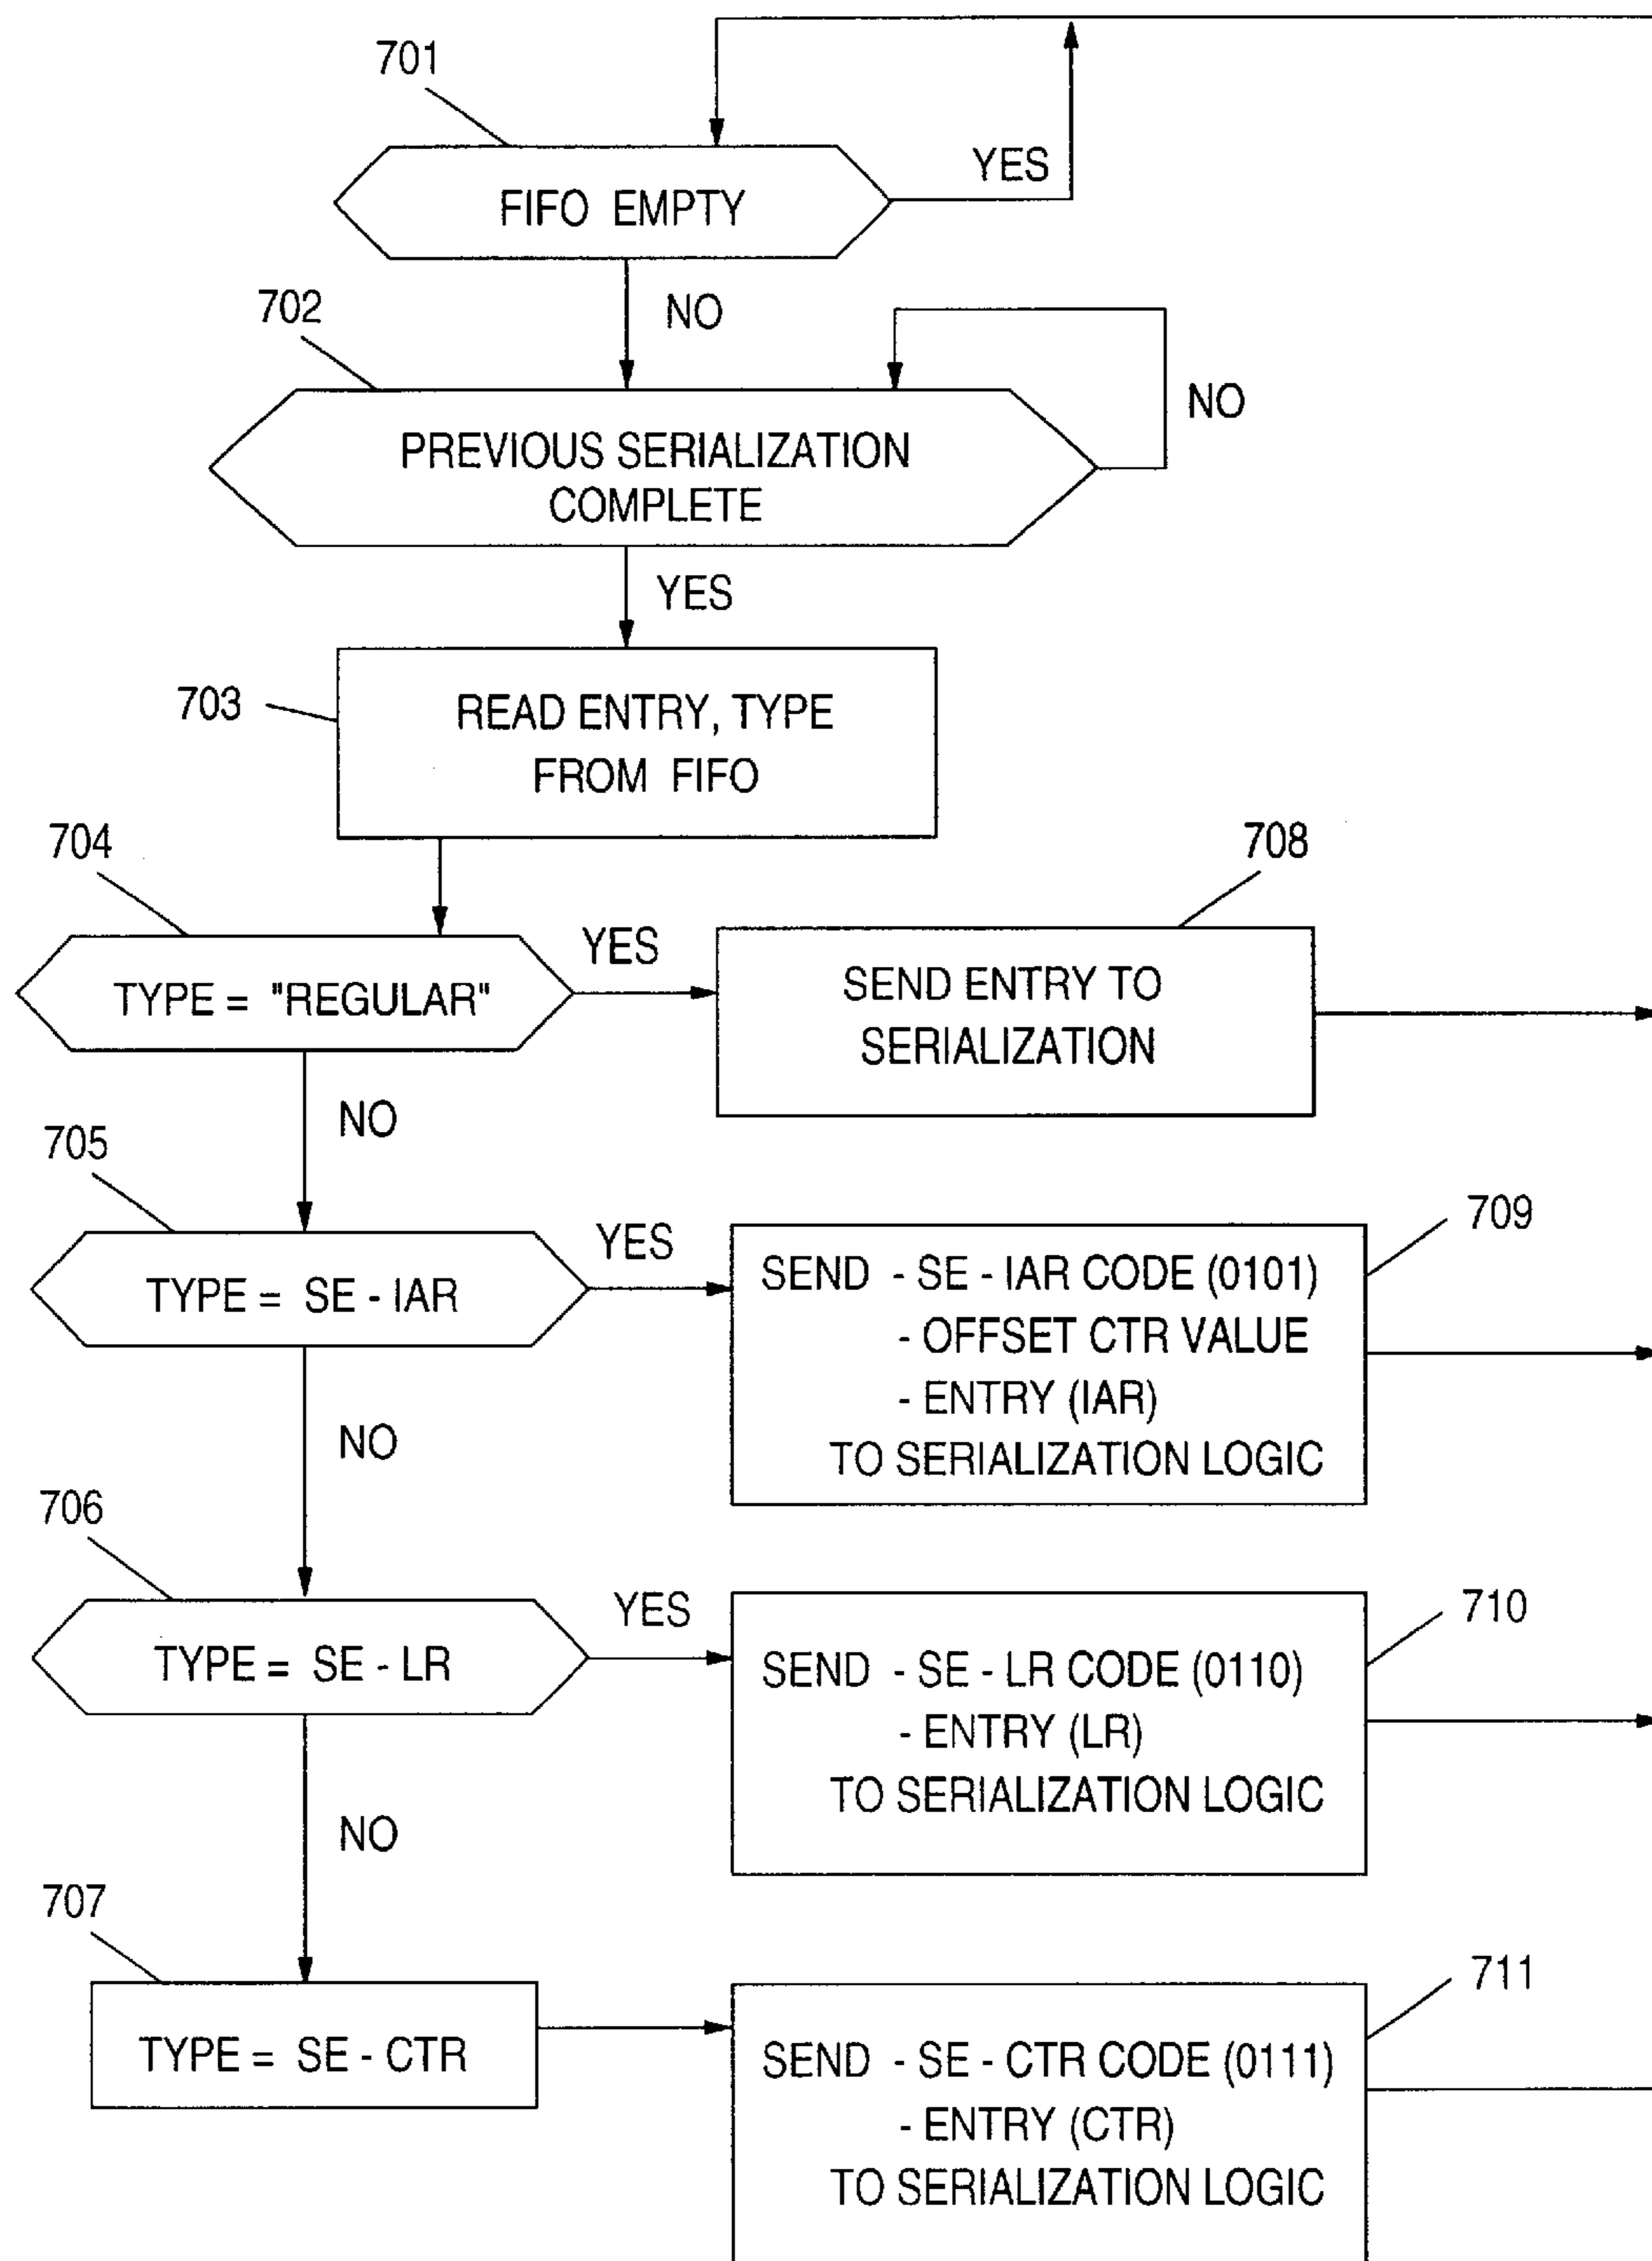 701
YES
FIFO EMPTY
702
NO
NO
PREVIOUS SERIALIZATION
COMPLETE
YES
703
READ ENTRY, TYPE
FROM FIFO
704
708
YES
TYPE = "REGULAR"
SEND ENTRY TO
SERIALIZATION
NO
705
709
YES
TYPE = SE - IAR
SEND - SE - IAR CODE (0101)
- OFFSET CTR VALUE
- ENTRY (IAR)
TO SERIALIZATION LOGIC
NO
706
710
YES
TYPE = SE - LR
SEND - SE - LR CODE (0110)
- ENTRY (LR)
TO SERIALIZATION LOGIC
NO
707
711
TYPE = SE - CTR
SEND - SE - CTR CODE (0111)
- ENTRY (CTR)
TO SERIALIZATION LOGIC